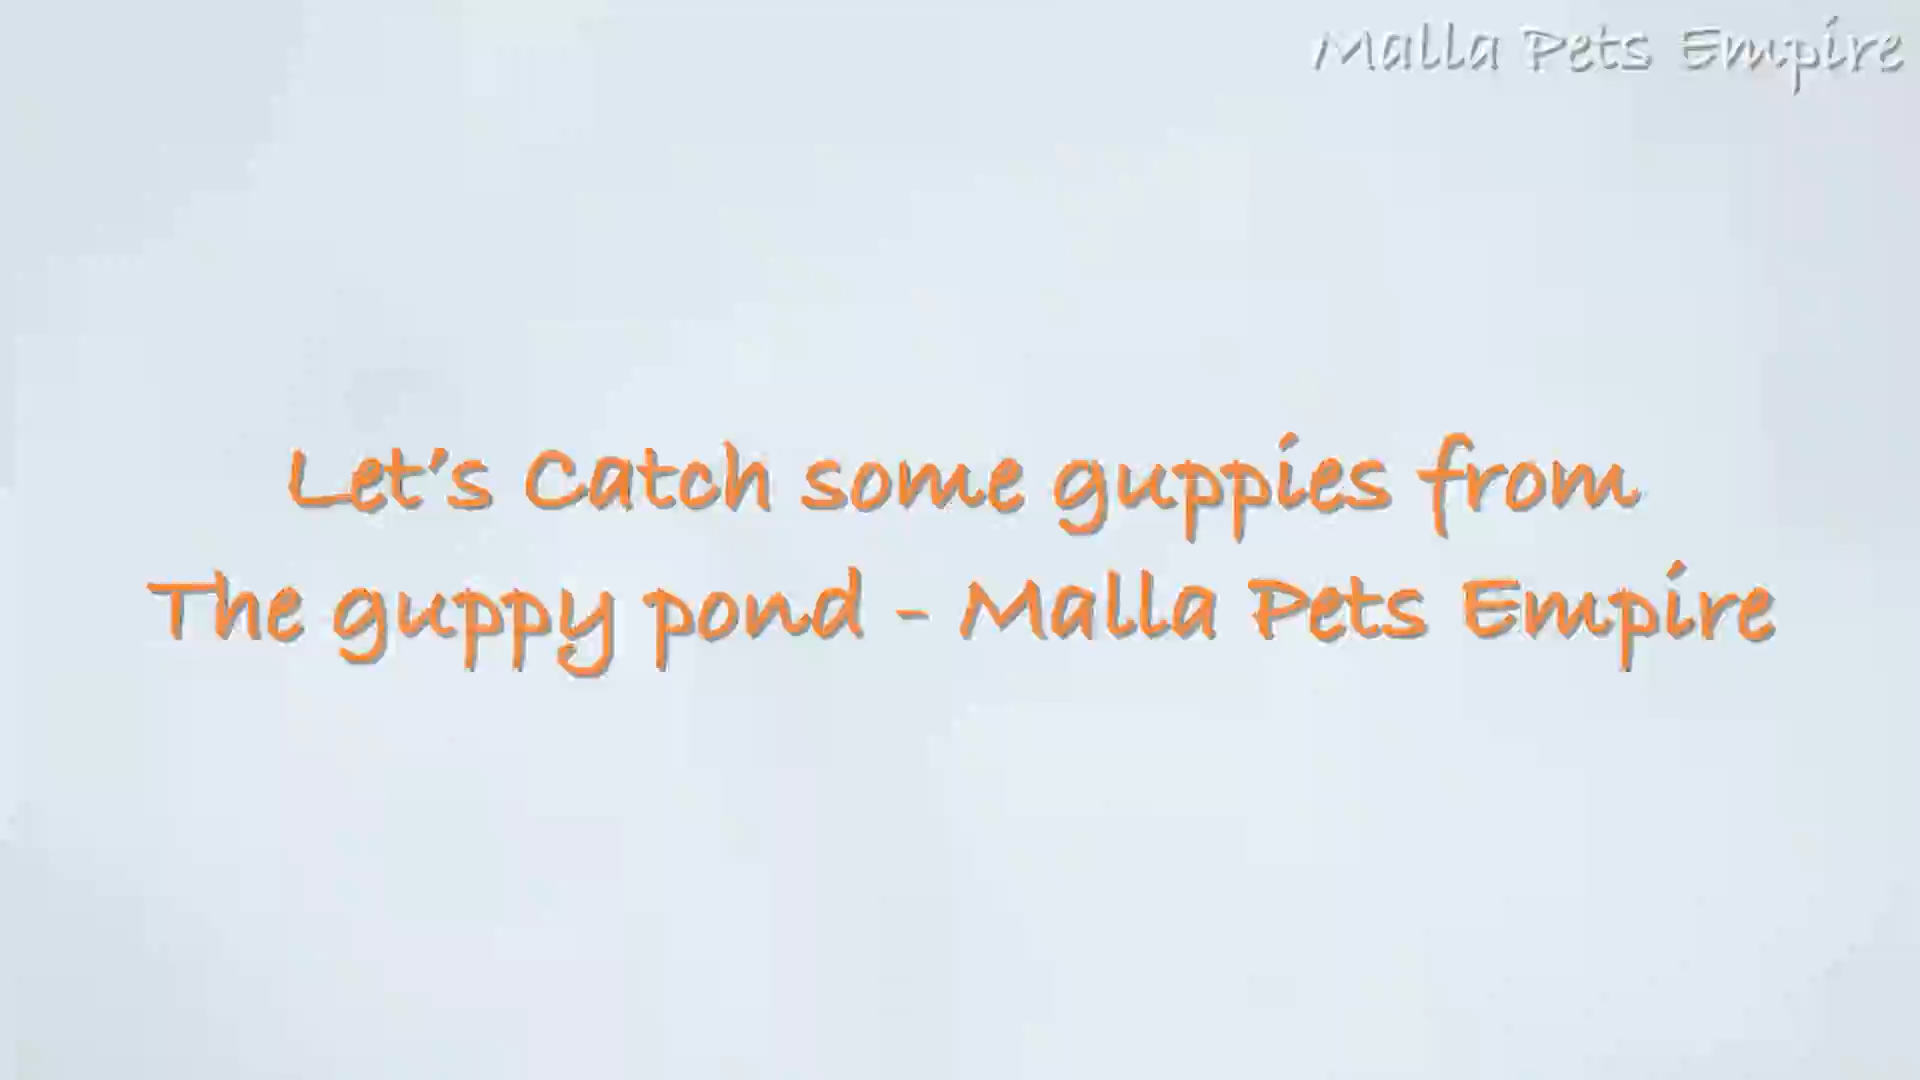 Malla Pets Empire
Let's Catch some guppies from
The guppy pond - Malla Pets Empire